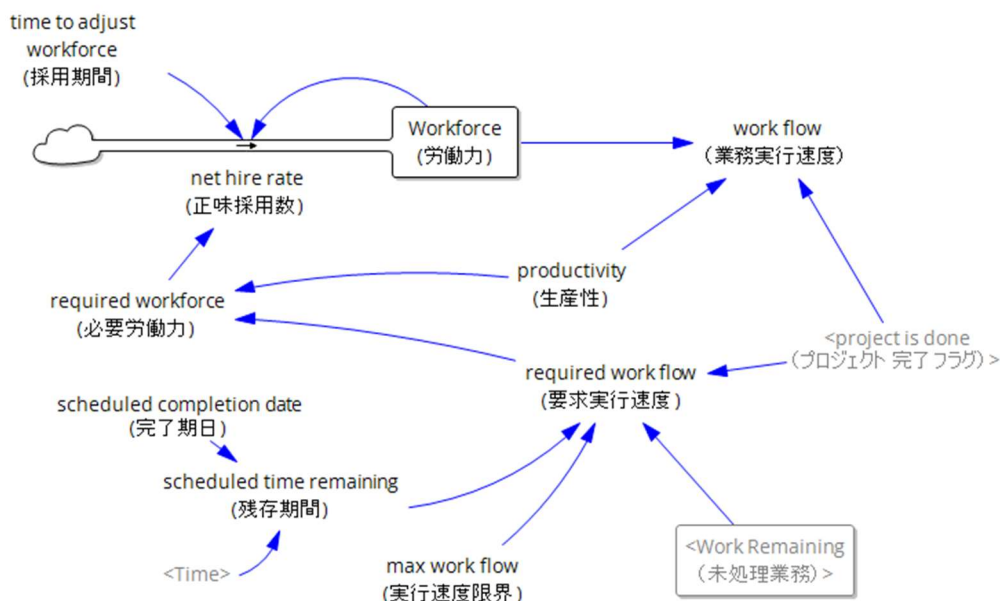 time to adjust
workforce
(採用期間)
Workforce
(労働力)
work flow
(業務実行速度)
net hire rate
(正味採用数)
productivity
(生産性)
required workforce
(必要労働力)
<project is done
(プロジェクト 完了 フラグ) >
required work flow
(要求実行速度)
scheduled completion date
(完了期日)
scheduled time remaining
(残存期間)
<Work Remaining
(未処理業務) >
<Time>
max work flow
(実行速度限界)